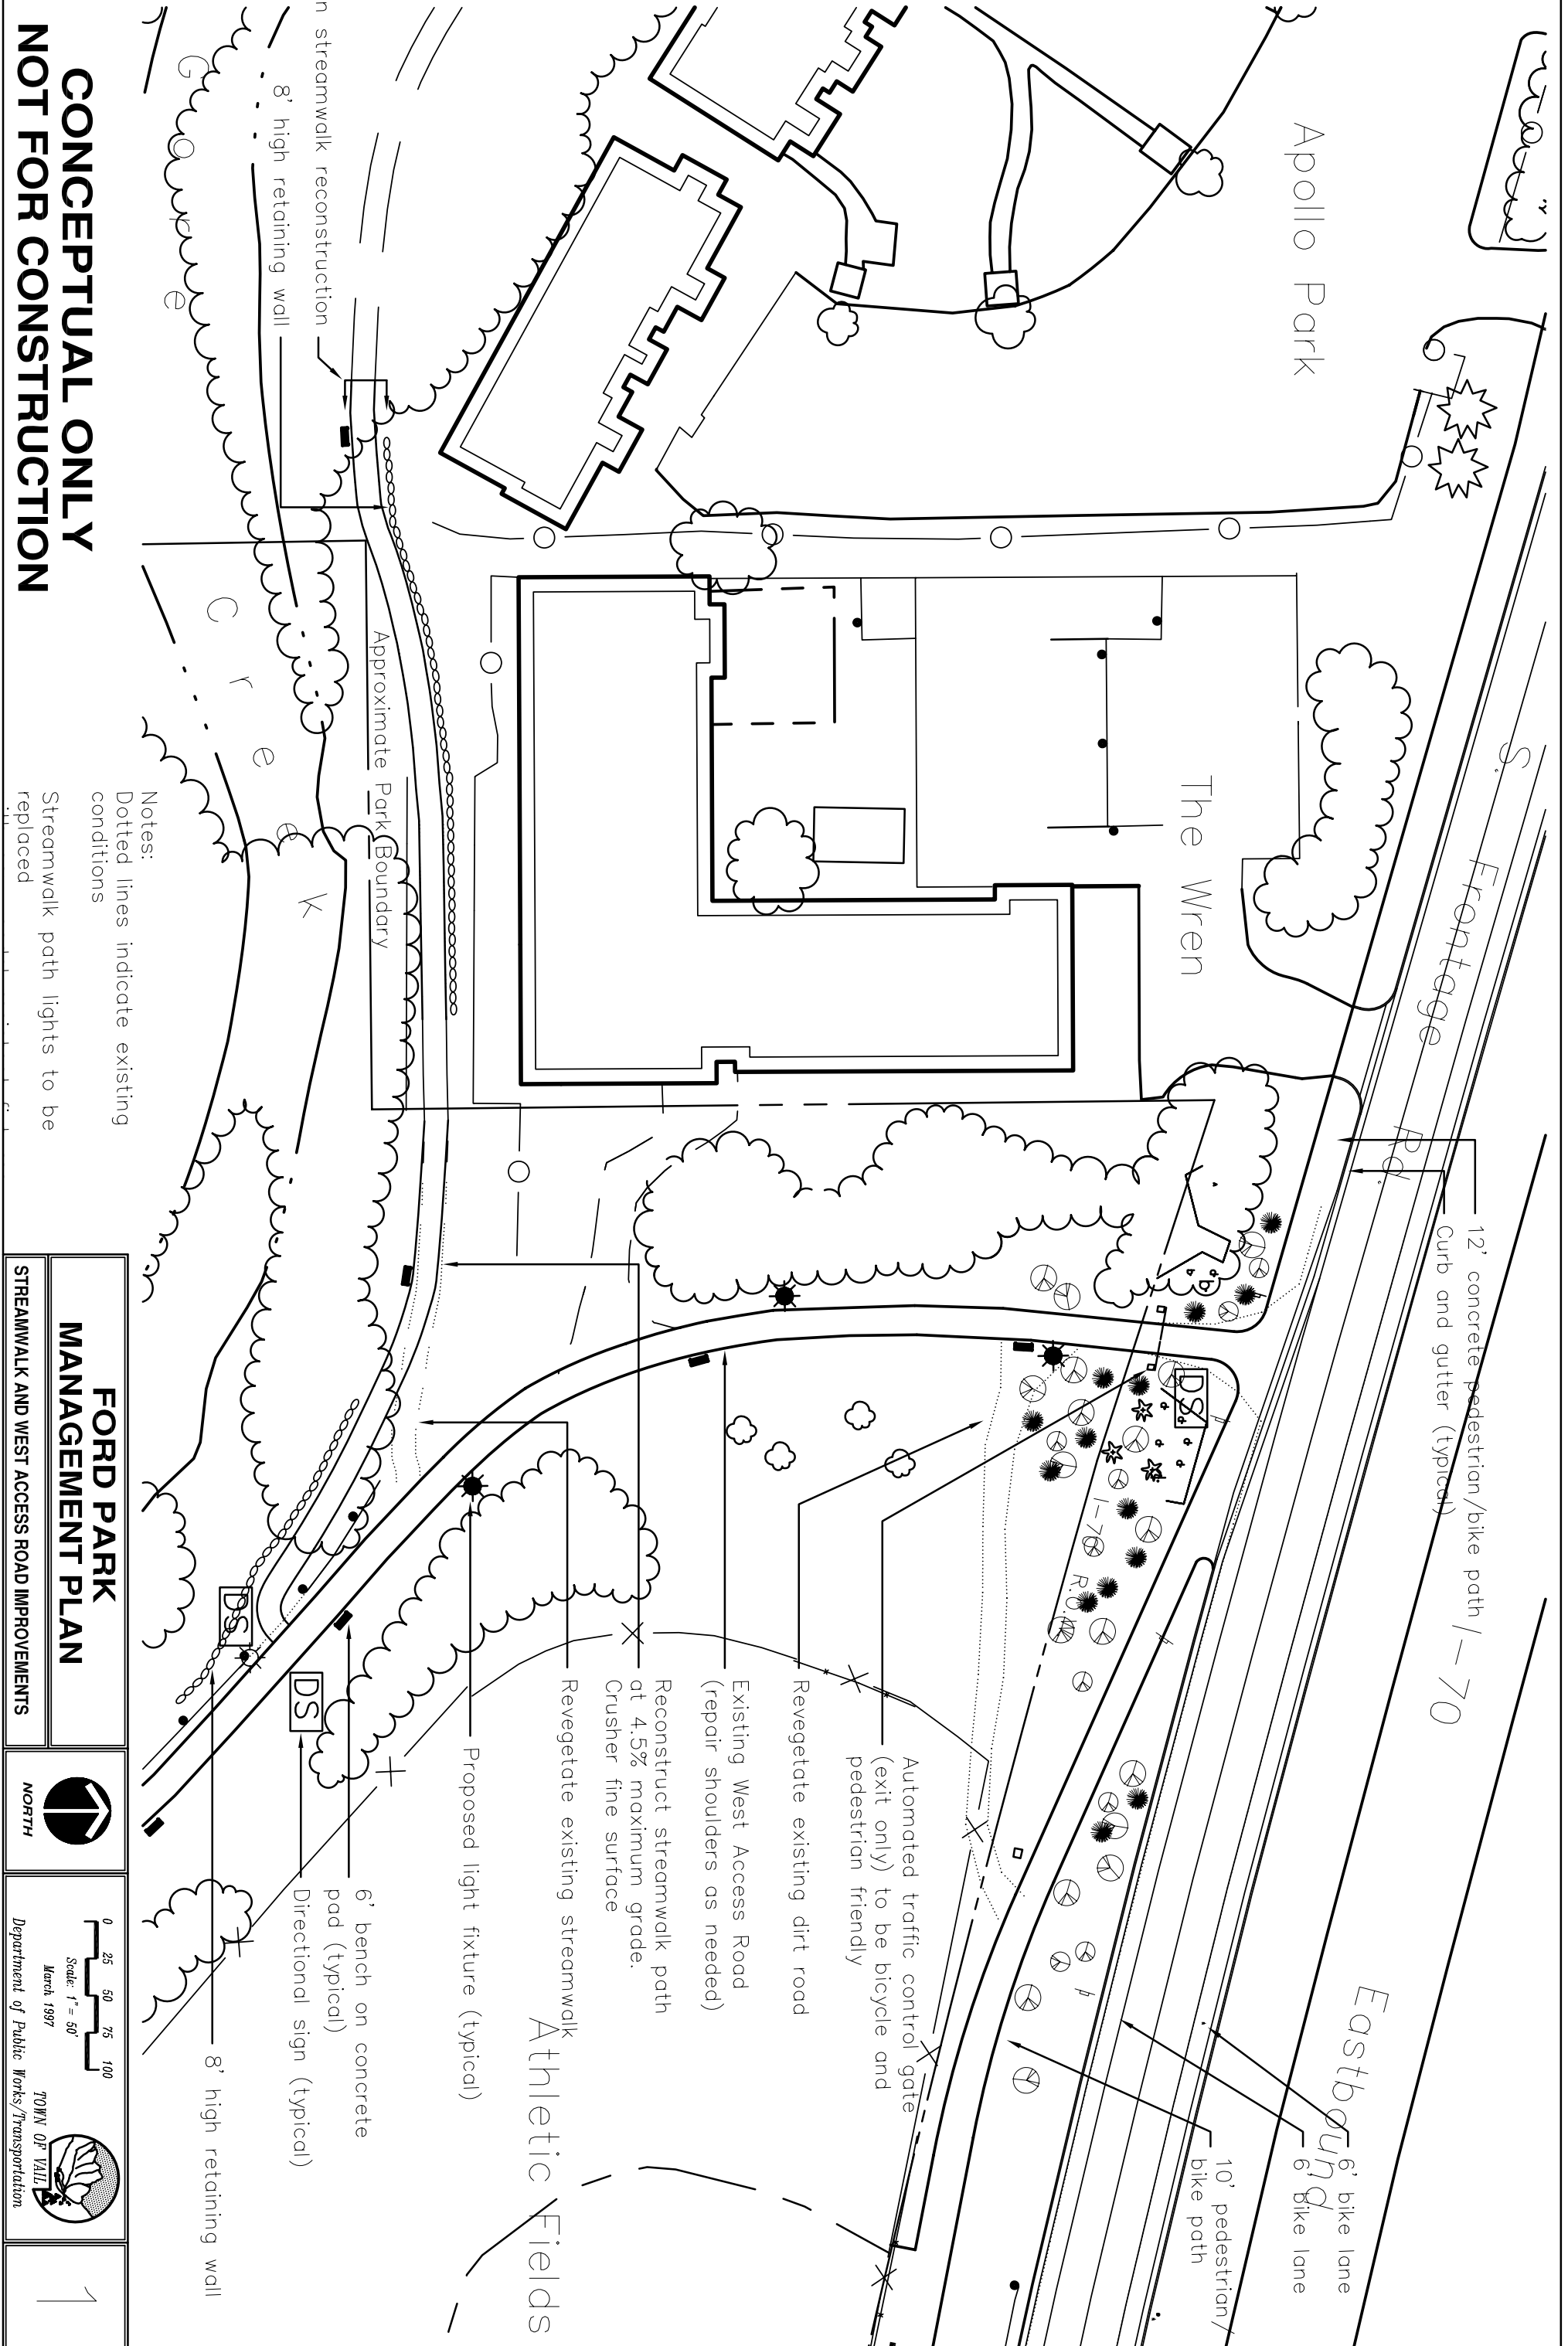 Apollo Park
n streamwalk reconstruction
8' high retaining wall
Gore
Creek
CONCEPTUAL ONLY
NOT FOR CONSTRUCTION
S. Frontage Rd.
The Wren
Approximate Park Boundary
Notes:
Dotted lines indicate existing
conditions
Streamwalk path lights to be
replaced
12' concrete pedestrian/bike path
Curb and gutter (typical)
I-70
Eastbound
6' bike lane
6' bike lane
10' pedestrian/
bike path
DS
I-70 R.O.W.
Automated traffic control gate
(exit only) to be bicycle and
pedestrian friendly
Revegetate existing dirt road
Existing West Access Road
(repair shoulders as needed)
Reconstruct streamwalk path
at 4.5% maximum grade.
Crusher fine surface
Revegetate existing streamwalk
Athletic Fields
Proposed light fixture (typical)
6' bench on concrete
pad (typical)
DS
Directional sign (typical)
DS
8' high retaining wall
FORD PARK
MANAGEMENT PLAN
STREAMWALK AND WEST ACCESS ROAD IMPROVEMENTS
NORTH
0 25 50 75 100
Scale: 1"= 50'
March 1997
TOWN OF VAIL
Department of Public Works/Transportation
1